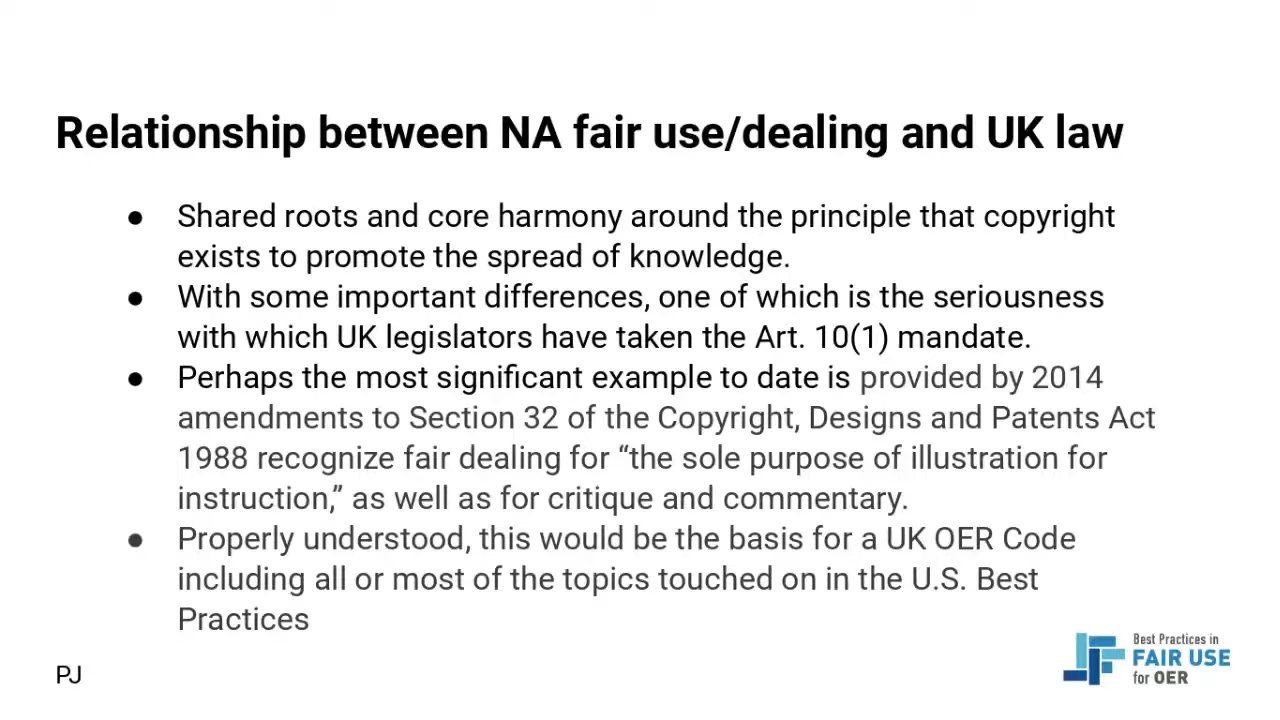 Relationship between NA fair use/dealing and UK law
● Shared roots and core harmony around the principle that copyright
exists to promote the spread of knowledge.
● With some important differences, one of which is the seriousness
with which UK legislators have taken the Art. 10(1) mandate.
● Perhaps the most significant example to date is provided by 2014
amendments to Section 32 of the Copyright, Designs and Patents Act
1988 recognize fair dealing for “the sole purpose of illustration for
instruction,” as well as for critique and commentary.
● Properly understood, this would be the basis for a UK OER Code
including all or most of the topics touched on in the U.S. Best
Practices
PJ
Best Practices in
FAIR USE
for OER